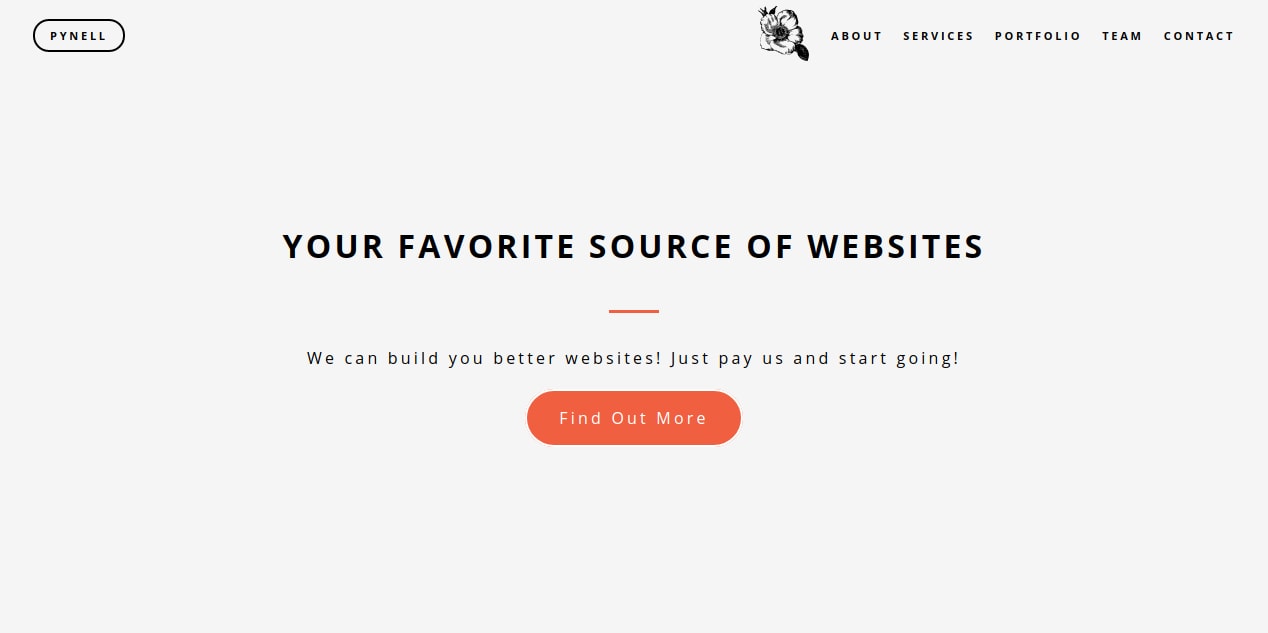 PYNELL
ABOUT SERVICES PORTFOLIO TEAM CONTACT
YOUR FAVORITE SOURCE OF WEBSITES
We can build you better websites! Just pay us and start going!
Find Out More